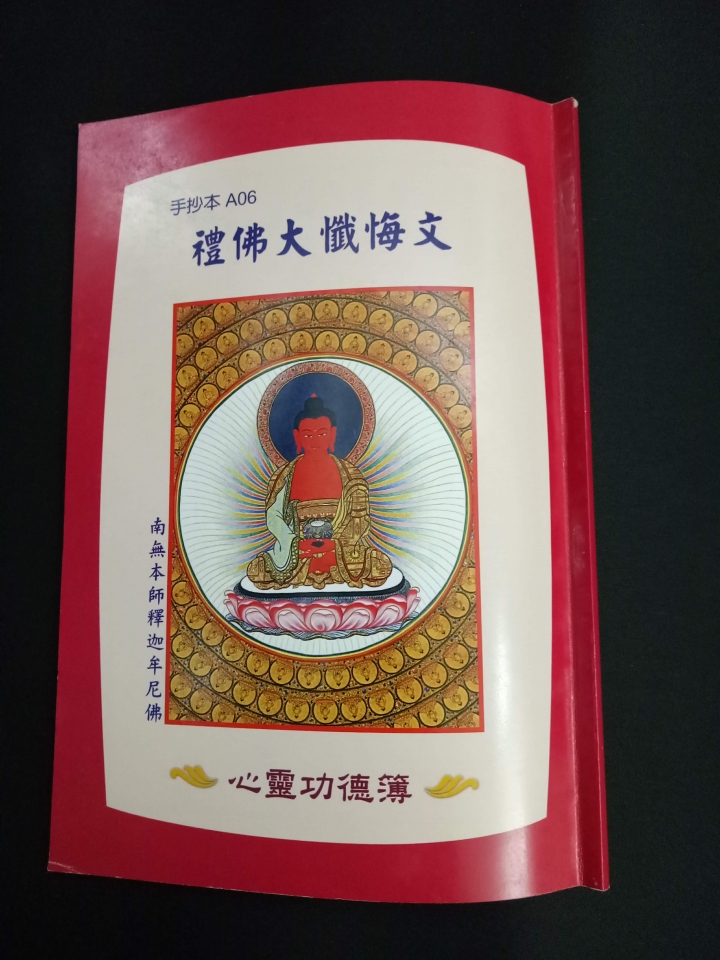 手抄本 A06
禮佛大懺悔文
南無本師釋迦牟尼佛
心靈功德簿